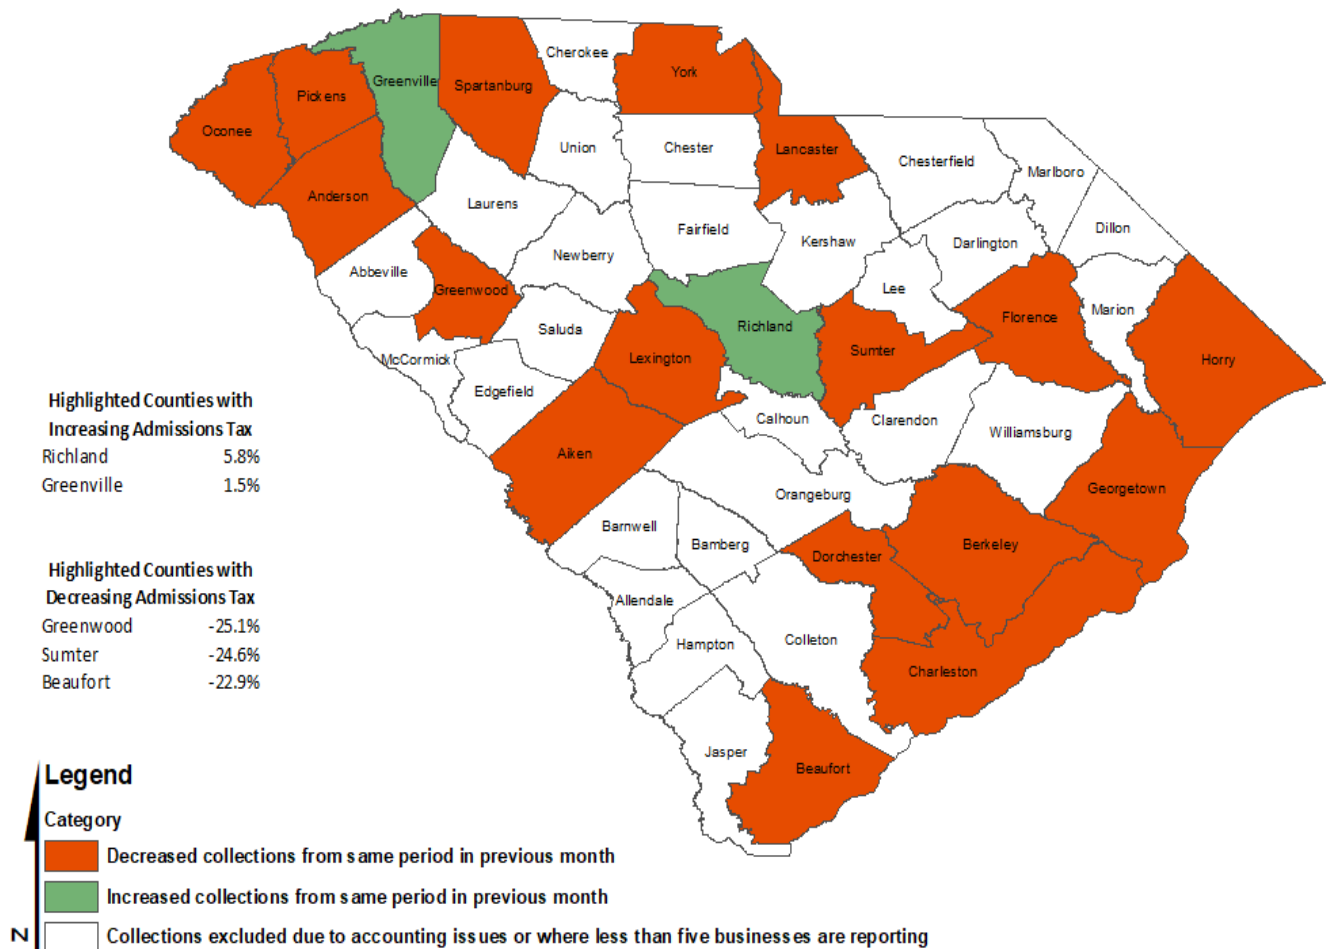 Cherokee
York
Greenville
Spartanburg
Pickens
Oconee
Union
Chester
Lancaster
Chesterfield
Marlboro
Anderson
Laurens
Fairfield
Kershaw
Darlington
Dillon
Newberry
Abbeville
Greenwood
Lee
Marion
Richland
Florence
Saluda
Sumter
Lexington
Horry
McCormick
Edgefield
Calhoun
Clarendon
Williamsburg
Aiken
Georgetown
Orangeburg
Barnwell
Bamberg
Berkeley
Dorchester
Allendale
Colleton
Hampton
Charleston
Jasper
Beaufort
Highlighted Counties with
Increasing Admissions Tax
Richland 5.8%
Greenville 1.5%
Highlighted Counties with
Decreasing Admissions Tax
Greenwood -25.1%
Sumter -24.6%
Beaufort -22.9%
Legend
Category
Decreased collections from same period in previous month
Increased collections from same period in previous month
Collections excluded due to accounting issues or where less than five businesses are reporting
N